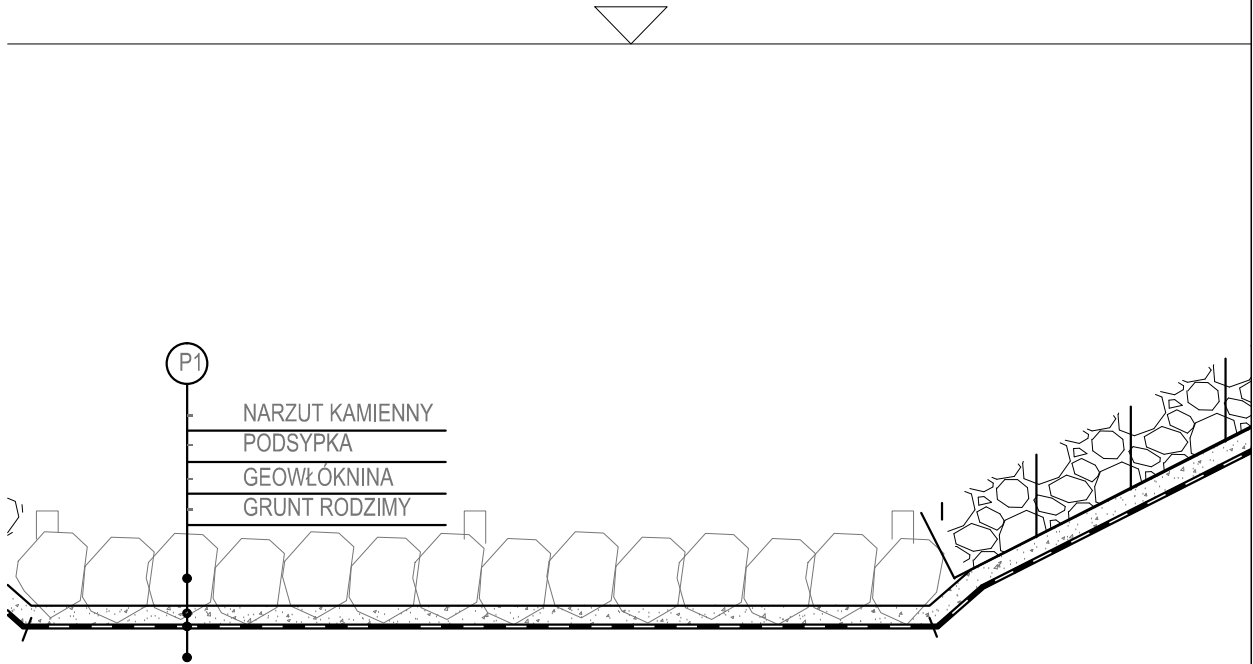 P1
NARZUT KAMIENNY
PODSYPKA
GEOWŁÓKNINA
GRUNT RODZIMY